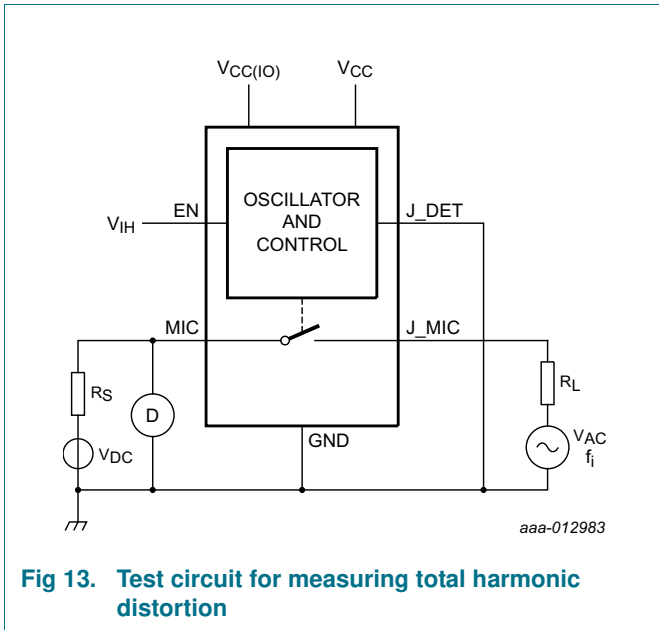 VCC(IO)
VCC
OSCILLATOR
AND
CONTROL
EN
VIH
J_DET
MIC
J_MIC
RS
D
VDC
GND
RL
VAC
fi
aaa-012983
Fig 13. Test circuit for measuring total harmonic
distortion